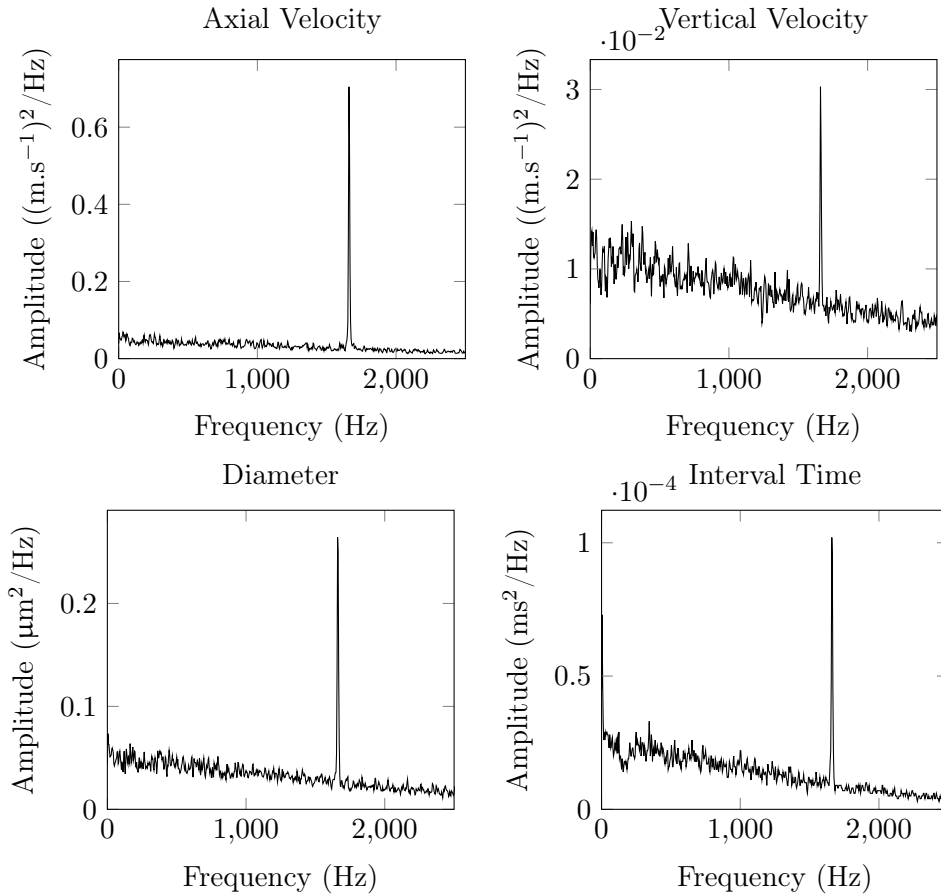 Axial Velocity
Amplitude ((m.s⁻¹)²/Hz)
0.6
0.4
0.2
0
0 1,000 2,000
Frequency (Hz)
Vertical Velocity
·10⁻²
Amplitude ((m.s⁻¹)²/Hz)
3
2
1
0
0 1,000 2,000
Frequency (Hz)
Diameter
Amplitude (μm²/Hz)
0.2
0.1
0
0 1,000 2,000
Frequency (Hz)
Interval Time
·10⁻⁴
Amplitude (ms²/Hz)
1
0.5
0
0 1,000 2,000
Frequency (Hz)